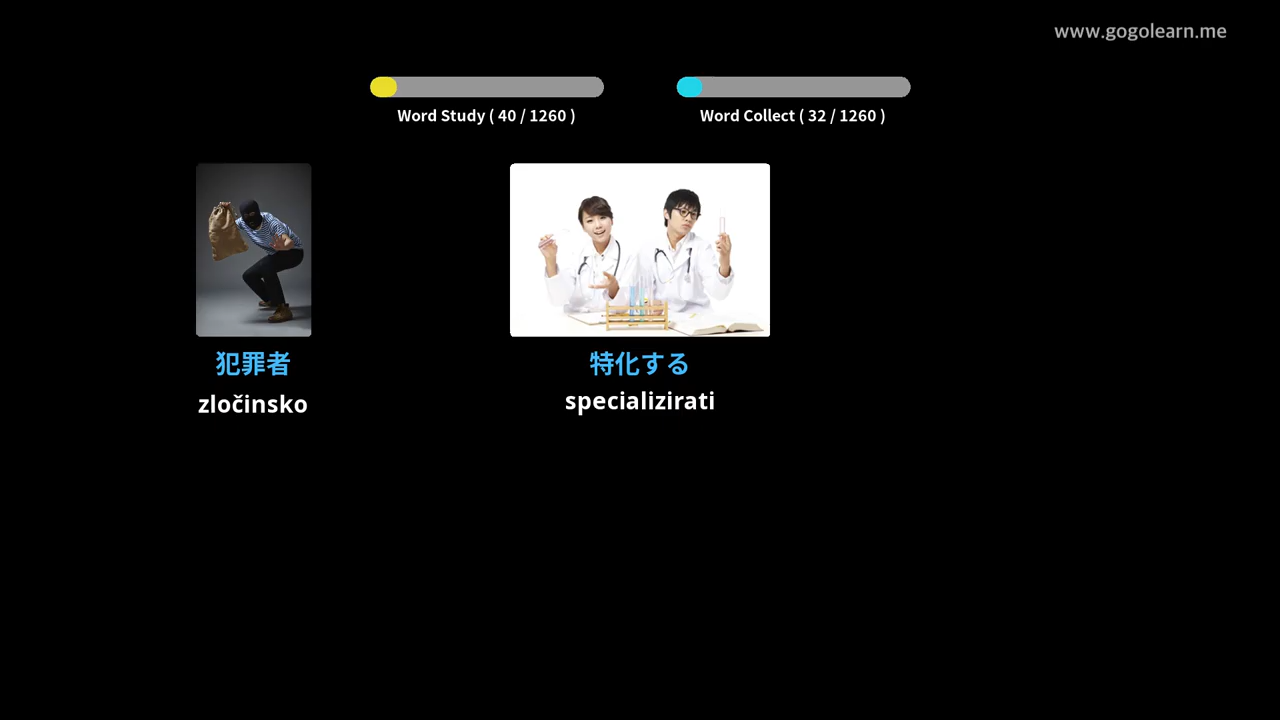 www.gogolearn.me
Word Study ( 40 / 1260 )
Word Collect ( 32 / 1260 )
犯罪者
zločinsko
特化する
specializirati